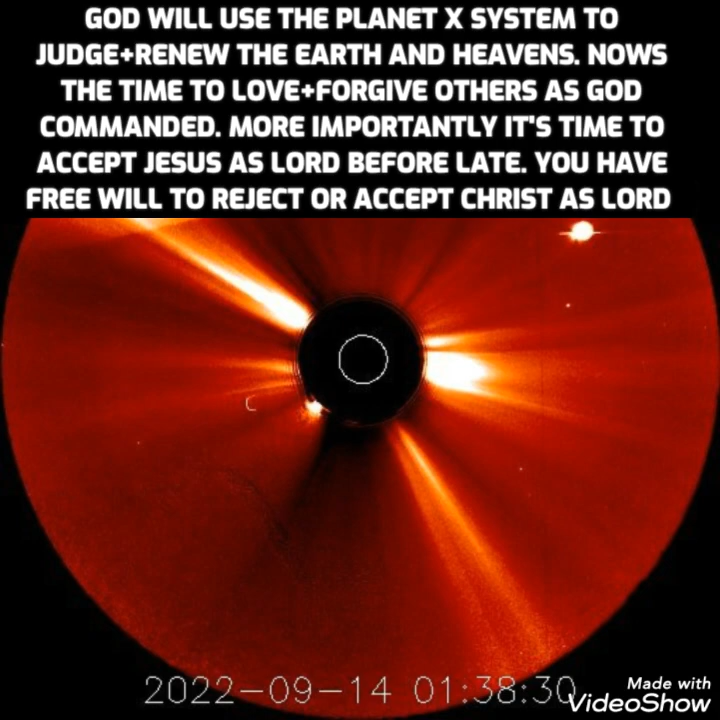 GOD WILL USE THE PLANET X SYSTEM TO
JUDGE+RENEW THE EARTH AND HEAVENS. NOWS
THE TIME TO LOVE+FORGIVE OTHERS AS GOD
COMMANDED. MORE IMPORTANTLY IT'S TIME TO
ACCEPT JESUS AS LORD BEFORE LATE. YOU HAVE
FREE WILL TO REJECT OR ACCEPT CHRIST AS LORD
2022-09-14 01:38:30
Made with
VideoShow